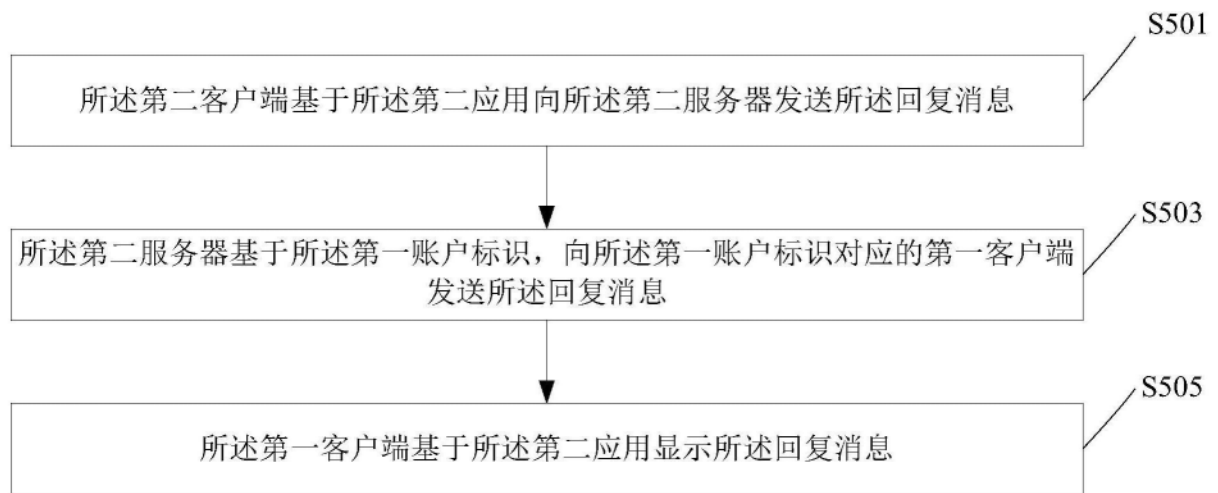 S501
所述第二客户端基于所述第二应用向所述第二服务器发送所述回复消息
S503
所述第二服务器基于所述第一账户标识，向所述第一账户标识对应的第一客户端
发送所述回复消息
S505
所述第一客户端基于所述第二应用显示所述回复消息